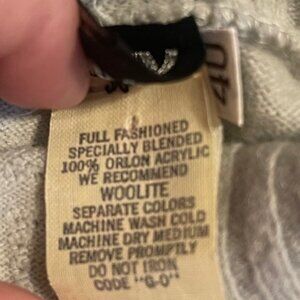 40
FULL FASHIONED
SPECIALLY BLENDED
100% ORLON ACRYLIC
WE RECOMMEND
WOOLITE
SEPARATE COLORS
MACHINE WASH COLD
MACHINE DRY MEDIUM
REMOVE PROMPTLY
DO NOT IRON
CODE "G-O"